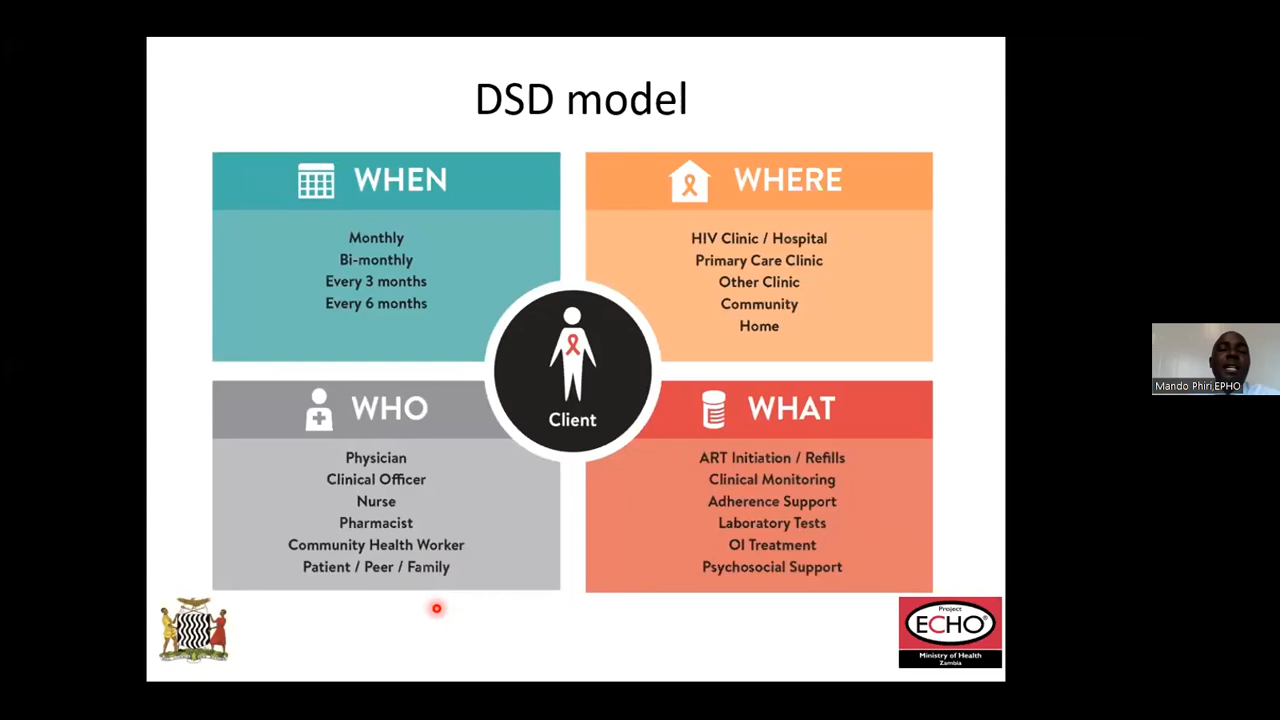 DSD model
WHEN
Monthly
Bi-monthly
Every 3 months
Every 6 months
WHERE
HIV Clinic / Hospital
Primary Care Clinic
Other Clinic
Community
Home
Client
WHO
Physician
Clinical Officer
Nurse
Pharmacist
Community Health Worker
Patient / Peer / Family
WHAT
ART Initiation / Refills
Clinical Monitoring
Adherence Support
Laboratory Tests
OI Treatment
Psychosocial Support
Project
ECHO®
Ministry of Health
Zambia
Mando Phiri,EPHO